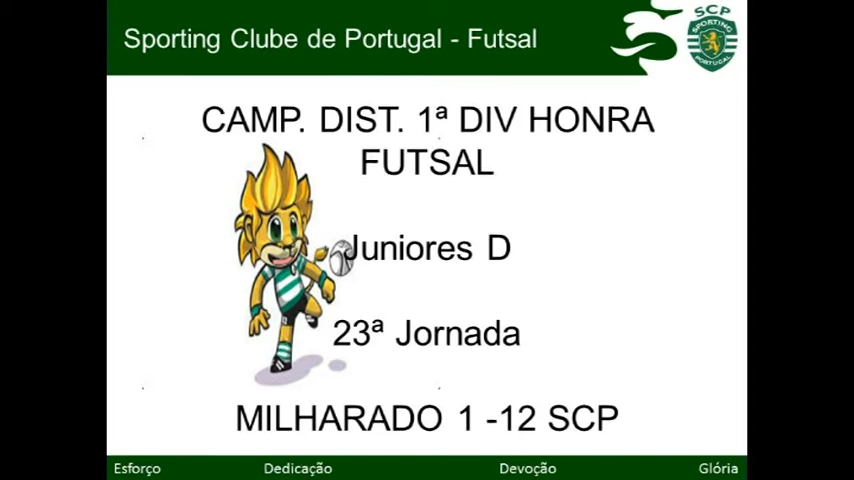 Sporting Clube de Portugal - Futsal
SCP
SPORTING
PORTUGAL
CAMP. DIST. 1ª DIV HONRA
FUTSAL
Juniores D
23ª Jornada
MILHARADO 1 -12 SCP
Esforço Dedicação Devoção Glória